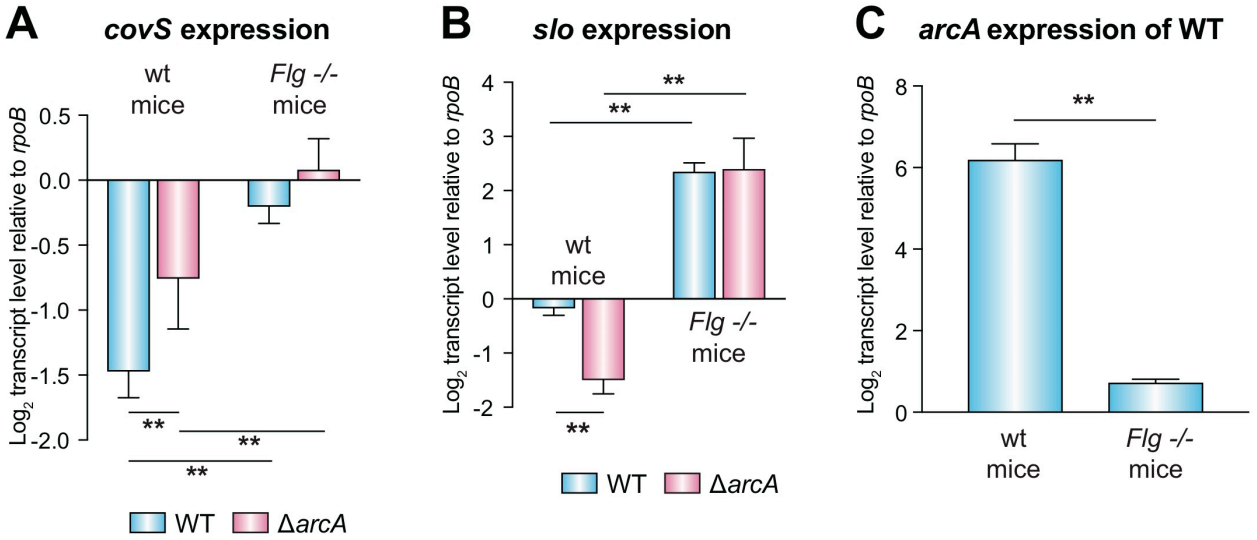 A
covS expression
wt
mice
Flg -/-
mice
Log2 transcript level relative to rpoB
0.5
0.0
-0.5
-1.0
-1.5
-2.0
**
**
**
WT
ΔarcA
B
slo expression
Log2 transcript level relative to rpoB
4
3
2
1
0
-1
-2
**
**
wt
mice
Flg -/-
mice
**
WT
ΔarcA
C
arcA expression of WT
Log2 transcript level relative to rpoB
8
6
4
2
0
**
wt
mice
Flg -/-
mice